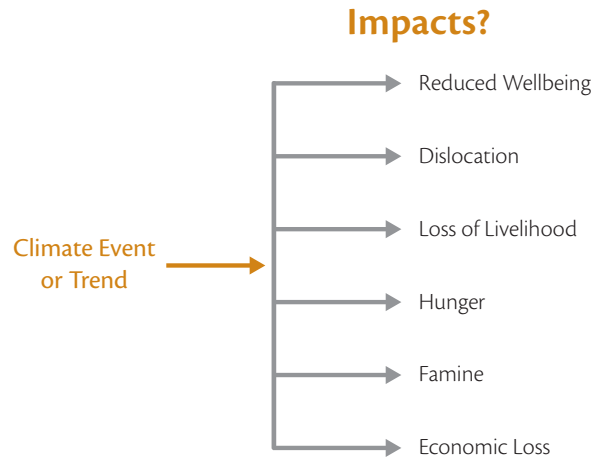 Impacts?
Reduced Wellbeing
Dislocation
Loss of Livelihood
Climate Event
or Trend
Hunger
Famine
Economic Loss